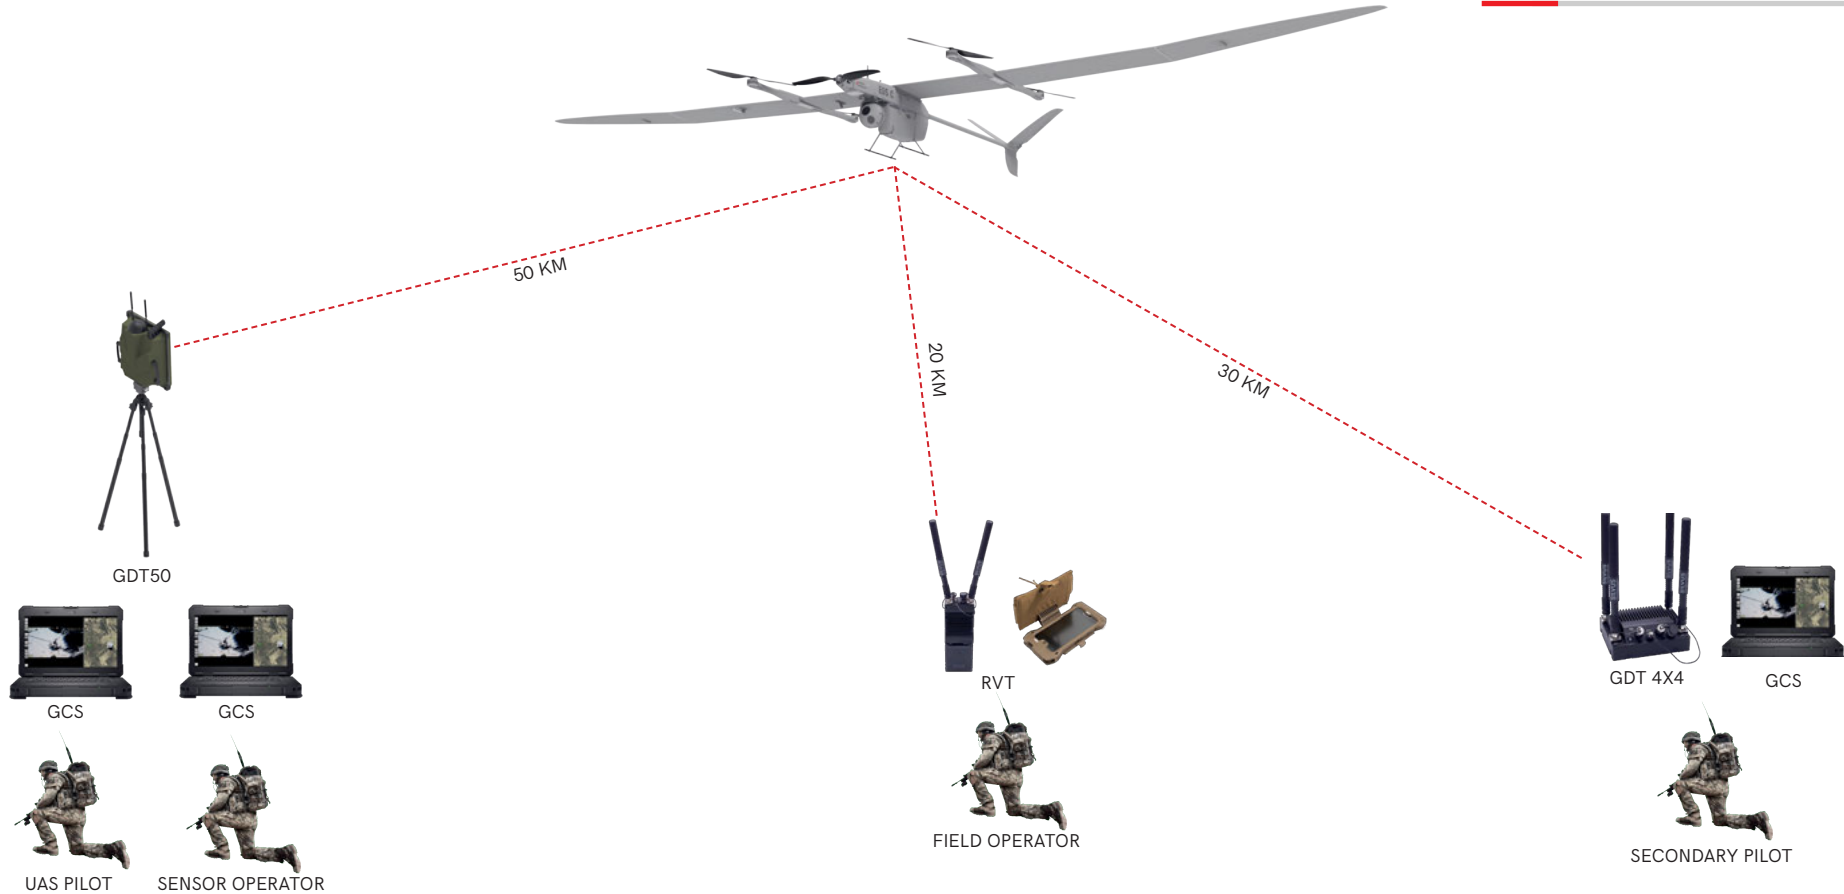 EOS C
50 KM
20 KM
30 KM
GDT50
GCS
GCS
UAS PILOT
SENSOR OPERATOR
RVT
FIELD OPERATOR
GDT 4X4
GCS
SECONDARY PILOT